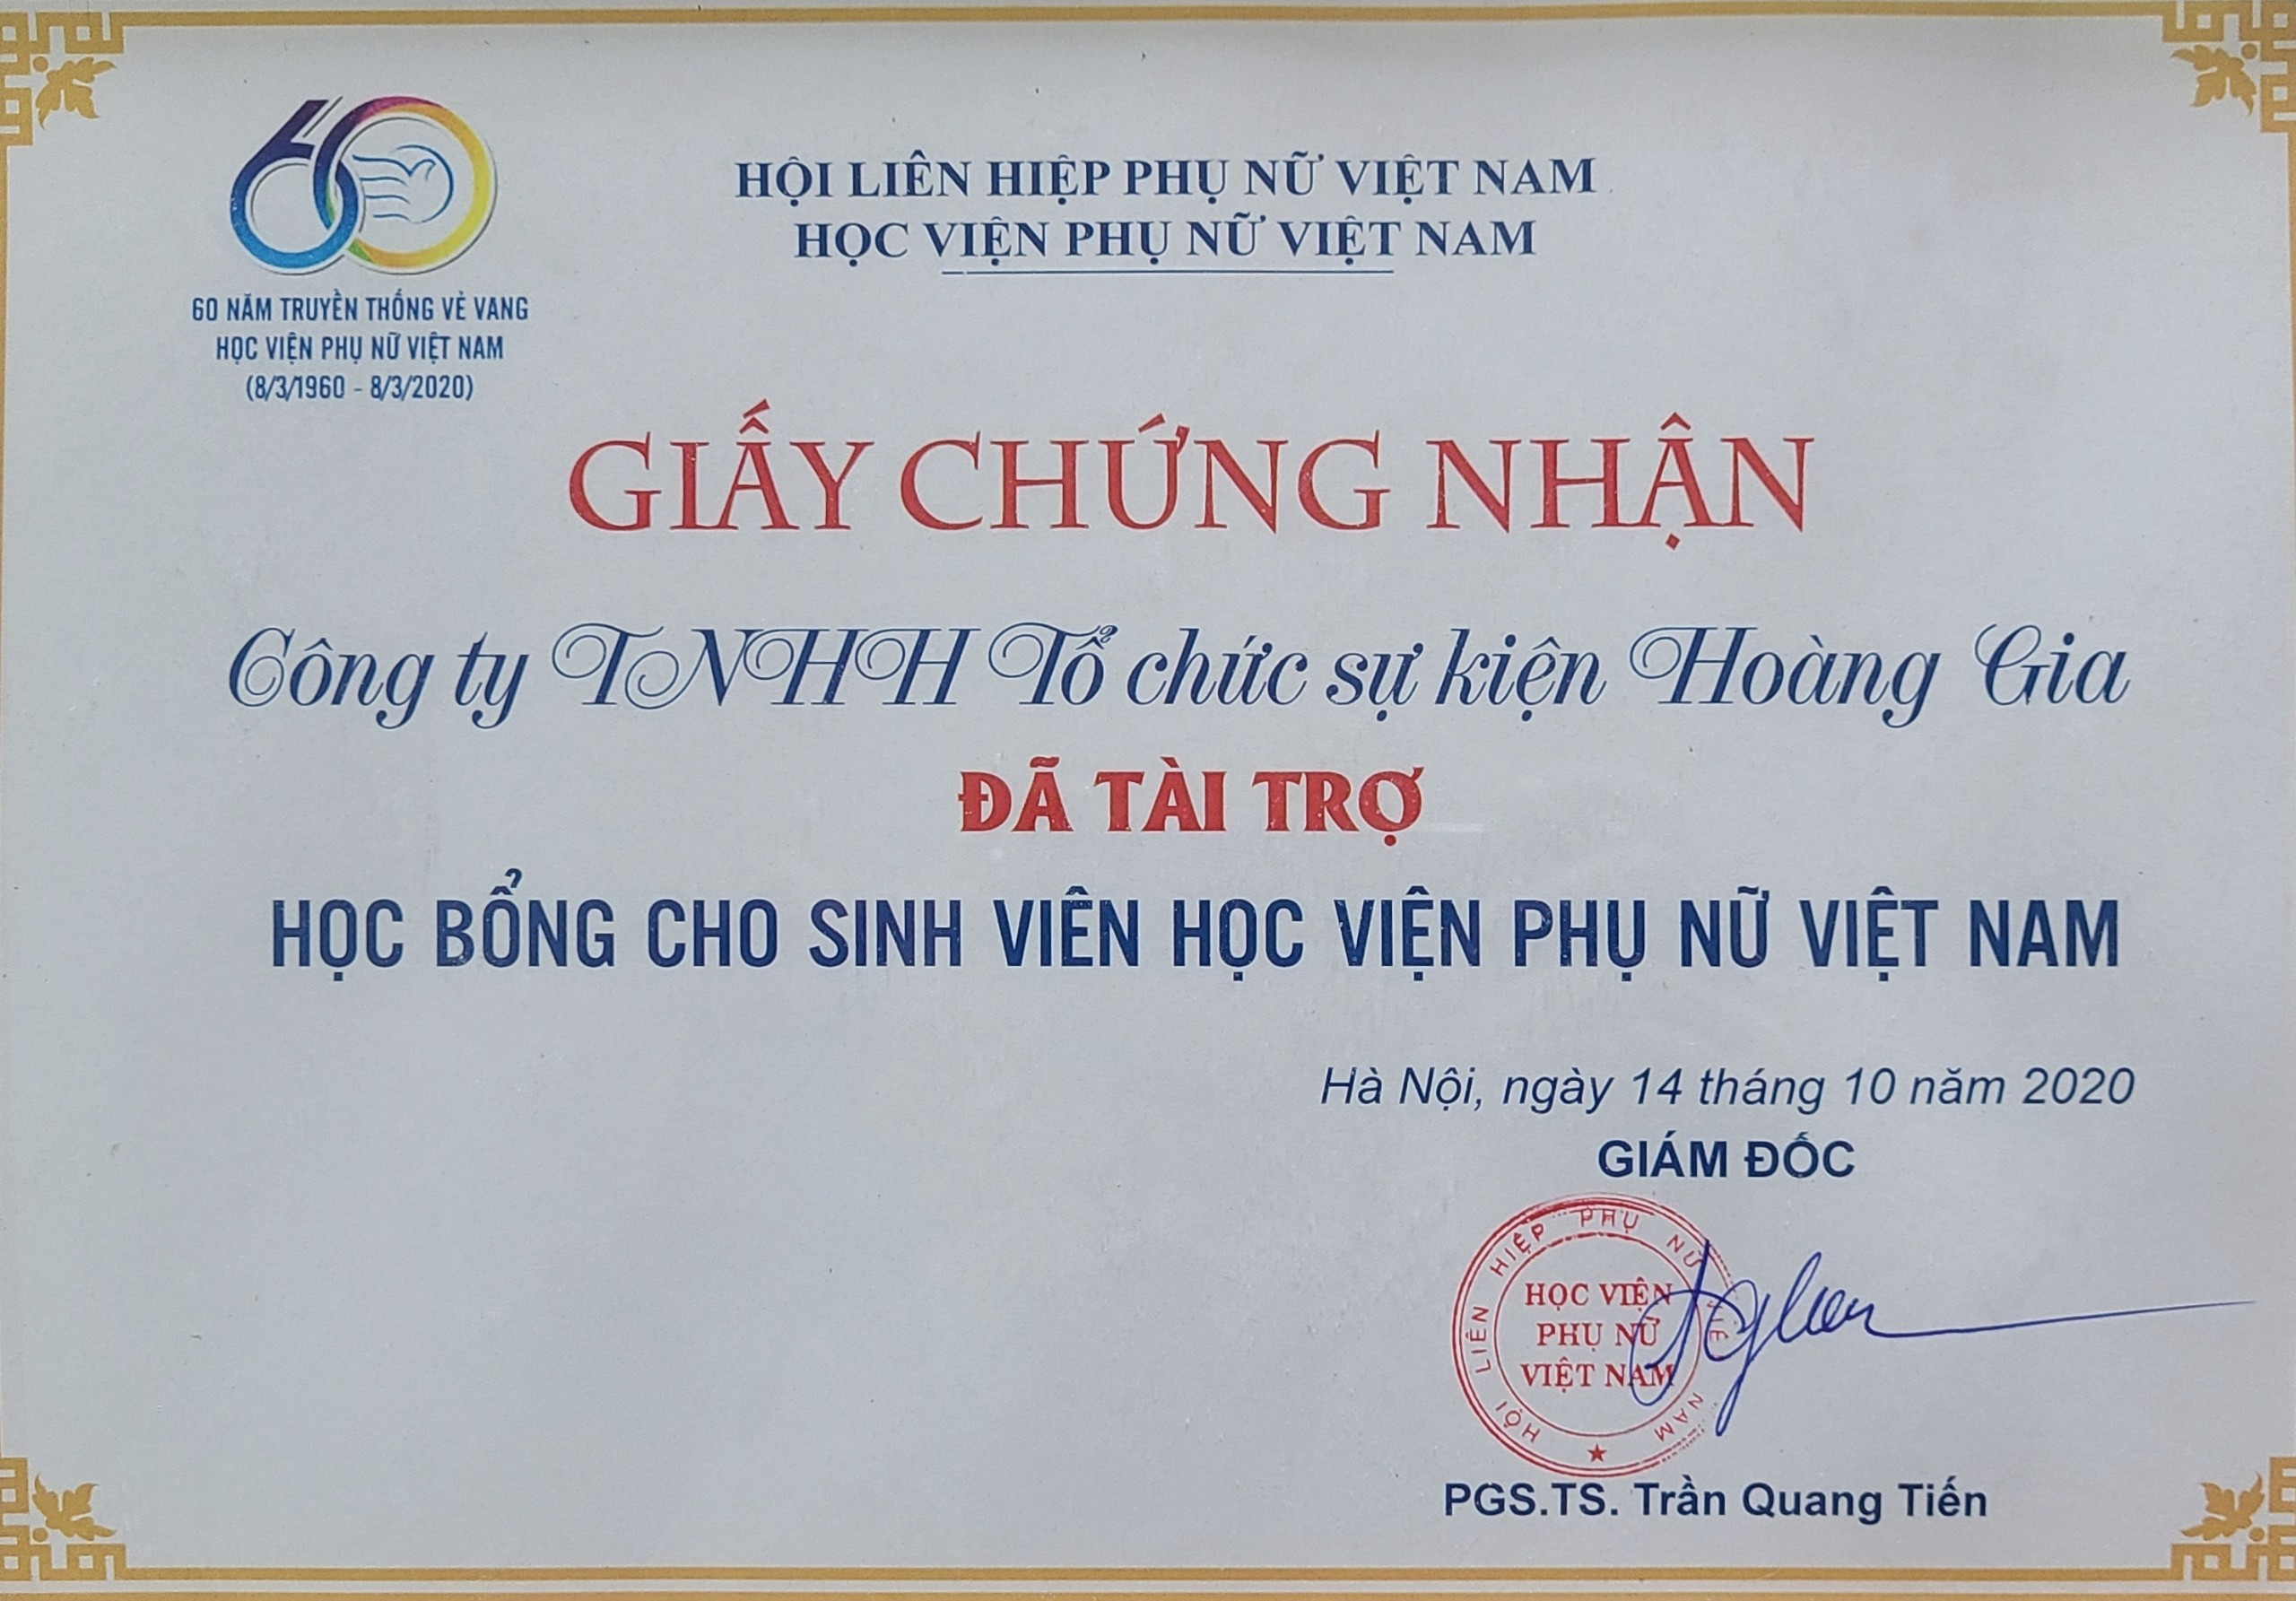 60 NĂM TRUYỀN THỐNG VẺ VANG
HỌC VIỆN PHỤ NỮ VIỆT NAM
(8/3/1960 - 8/3/2020)
HỘI LIÊN HIỆP PHỤ NỮ VIỆT NAM
HỌC VIỆN PHỤ NỮ VIỆT NAM
GIẤY CHỨNG NHẬN
Công ty TNHH Tổ chức sự kiện Hoàng Gia
ĐÃ TÀI TRỢ
HỌC BỔNG CHO SINH VIÊN HỌC VIỆN PHỤ NỮ VIỆT NAM
Hà Nội, ngày 14 tháng 10 năm 2020
GIÁM ĐỐC
HỘI LIÊN HIỆP PHỤ NỮ VIỆT NAM
HỌC VIỆN
PHỤ NỮ
VIỆT NAM
PGS.TS. Trần Quang Tiến